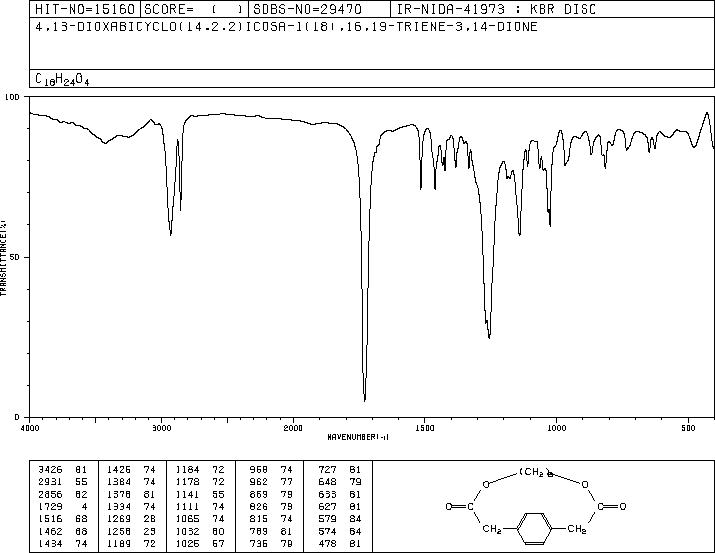 HIT-NO=15160 SCORE= ( ) SDBS-NO=29470 IR-NIDA-41973 : KBR DISC
4,13-DIOXABICYCLO(14.2.2)ICOSA-1(18),16,19-TRIENE-3,14-DIONE
C18H24O4
100
50
0
TRANSMITTANCE(%)
4000 3000 2000 1500 1000 500
WAVENUMBER(-1)
3426 81 1426 74 1184 72 968 74 727 81
2931 55 1384 74 1178 72 962 77 648 79
2856 62 1378 81 1141 55 869 79 633 81
1729 4 1334 74 1111 74 826 79 627 81
1516 68 1269 28 1065 74 815 74 579 84
1462 68 1258 23 1032 60 789 81 574 84
1434 74 1189 72 1026 57 736 79 478 81
(CH2)8
O O
O C C O
CH2 CH2